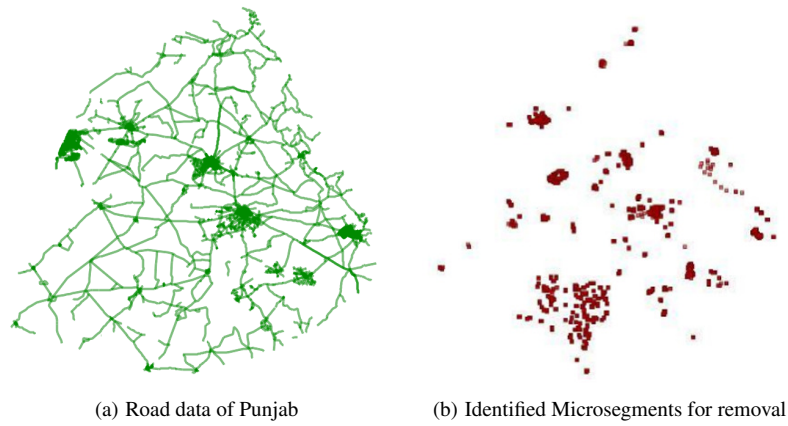 (a) Road data of Punjab
(b) Identified Microsegments for removal